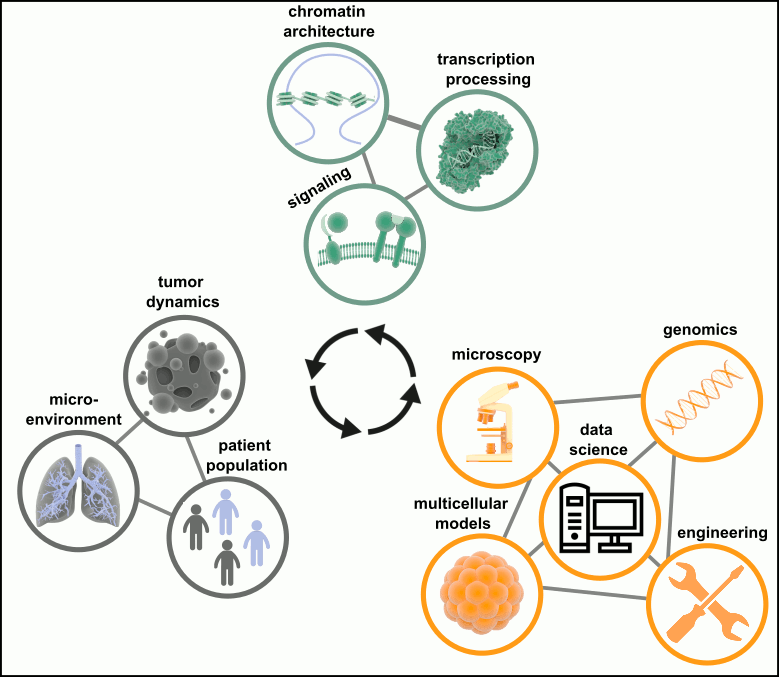 chromatin
architecture
transcription
processing
signaling
tumor
dynamics
micro-
environment
patient
population
microscopy
genomics
data
science
multicellular
models
engineering